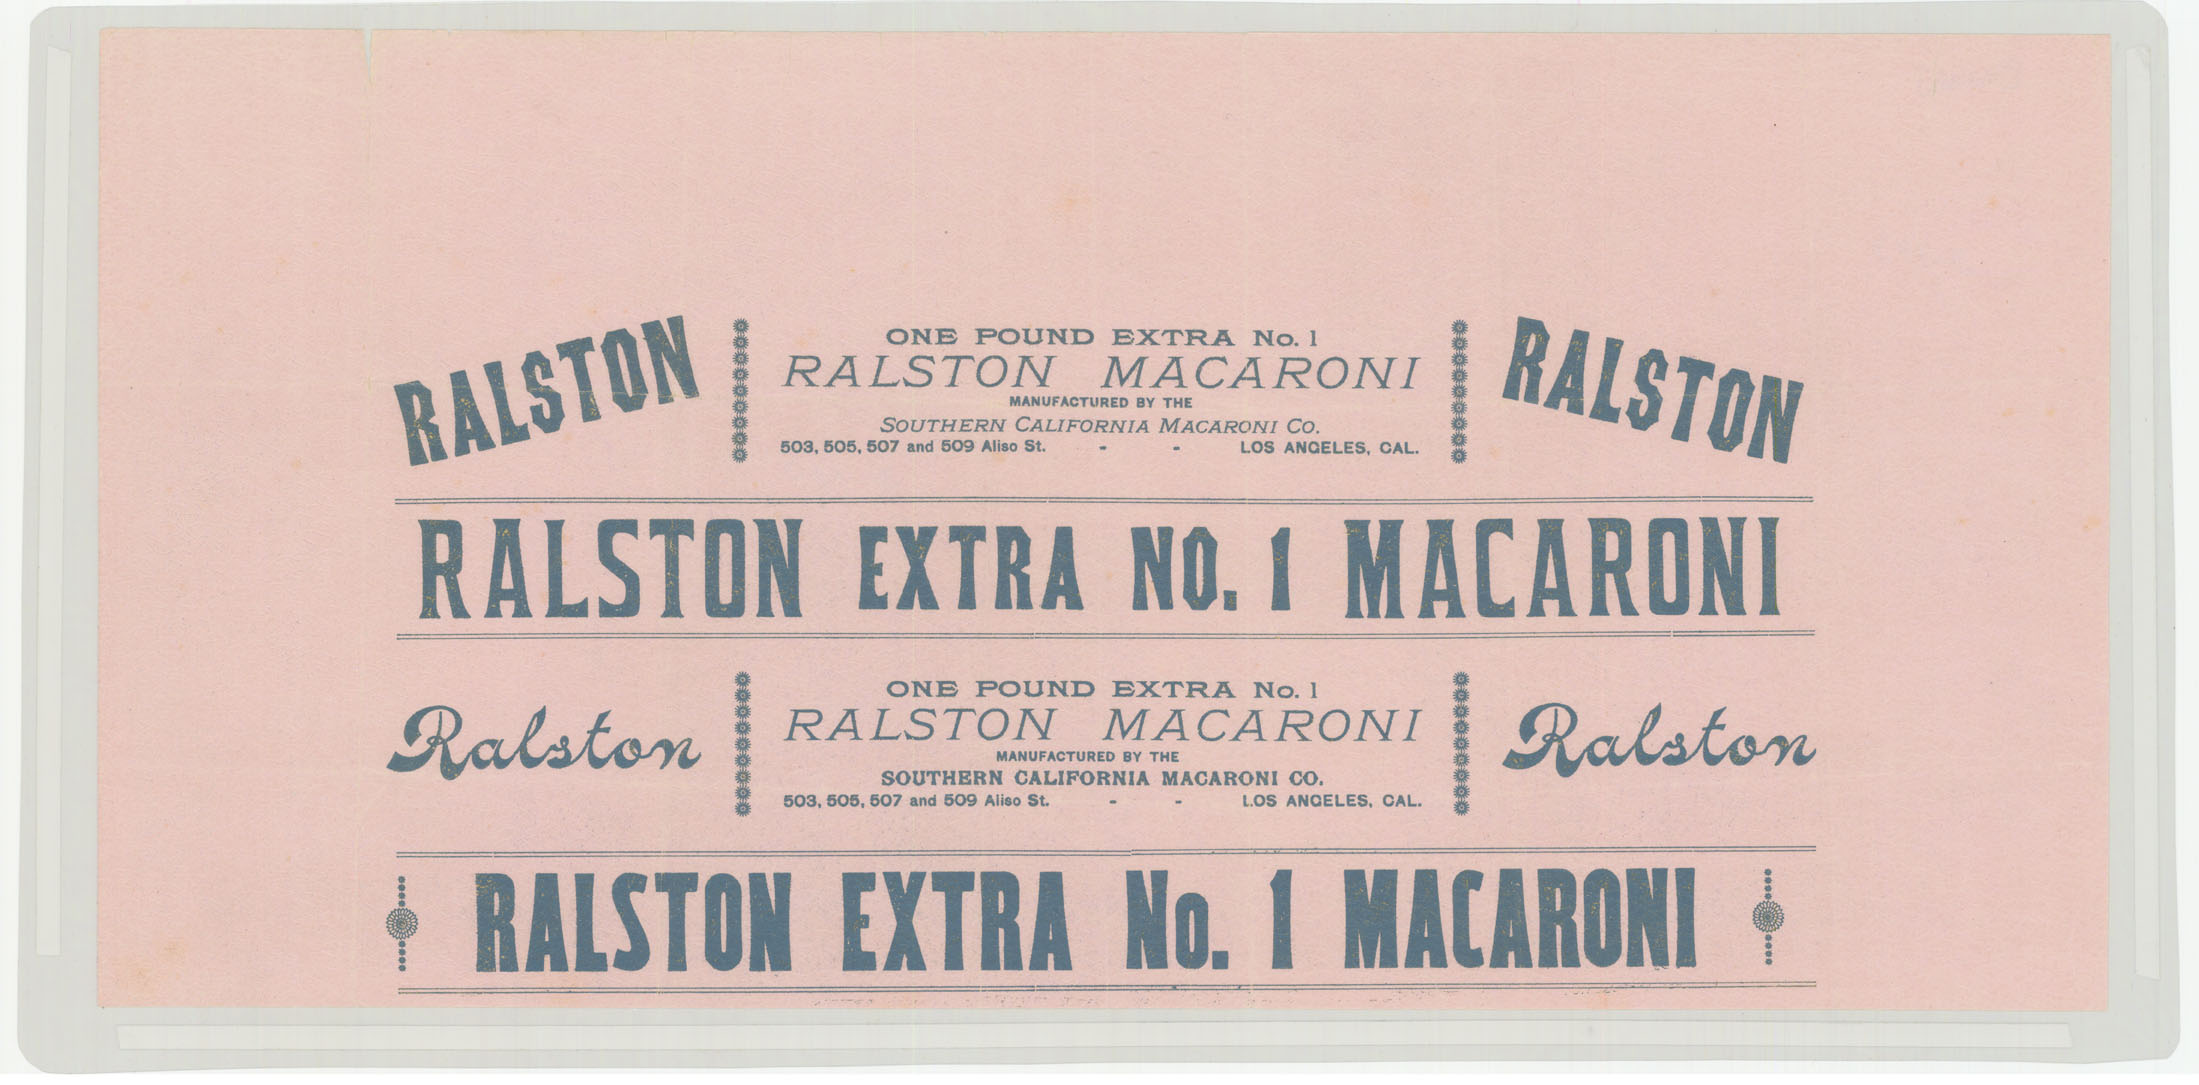 RALSTON
ONE POUND EXTRA No. 1
RALSTON MACARONI
MANUFACTURED BY THE
SOUTHERN CALIFORNIA MACARONI CO.
503, 505, 507 and 509 Aliso St. - - LOS ANGELES, CAL.
RALSTON
RALSTON EXTRA NO. 1 MACARONI
Ralston
ONE POUND EXTRA No. 1
RALSTON MACARONI
MANUFACTURED BY THE
SOUTHERN CALIFORNIA MACARONI CO.
503, 505, 507 and 509 Aliso St. - - LOS ANGELES, CAL.
Ralston
RALSTON EXTRA No. 1 MACARONI